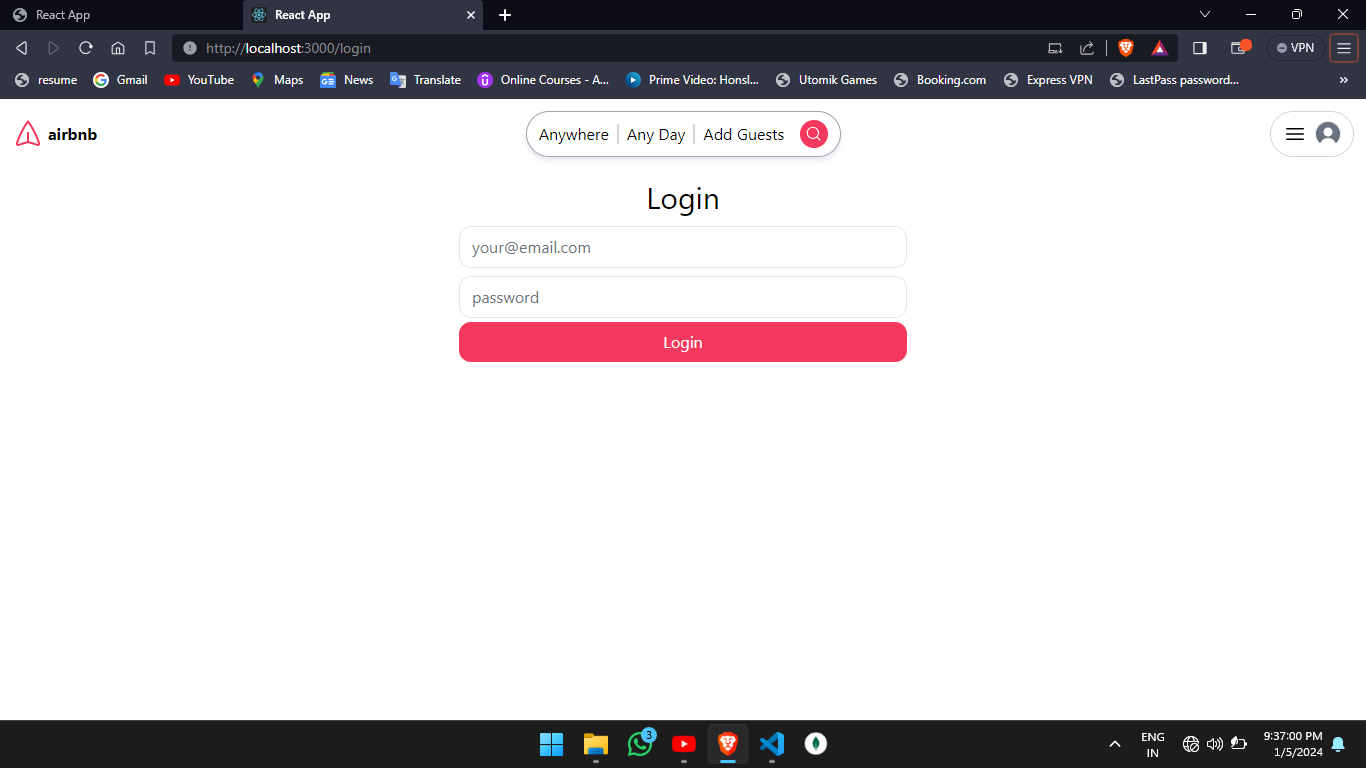 React App
React App
http://localhost:3000/login
VPN
resume
Gmail
YouTube
Maps
News
Translate
Online Courses - A...
Prime Video: Honsl...
Utomik Games
Booking.com
Express VPN
LastPass password...
airbnb
Anywhere
Any Day
Add Guests
Login
your@email.com
password
Login
3
ENG
IN
9:37:00 PM
1/5/2024